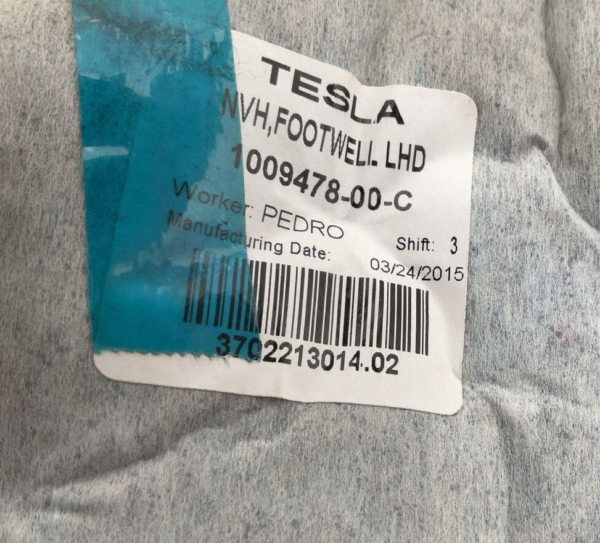 TESLA
NVH,FOOTWELL LHD
1009478-00-C
Worker: PEDRO Shift: 3
Manufacturing Date: 03/24/2015
3702213014.02